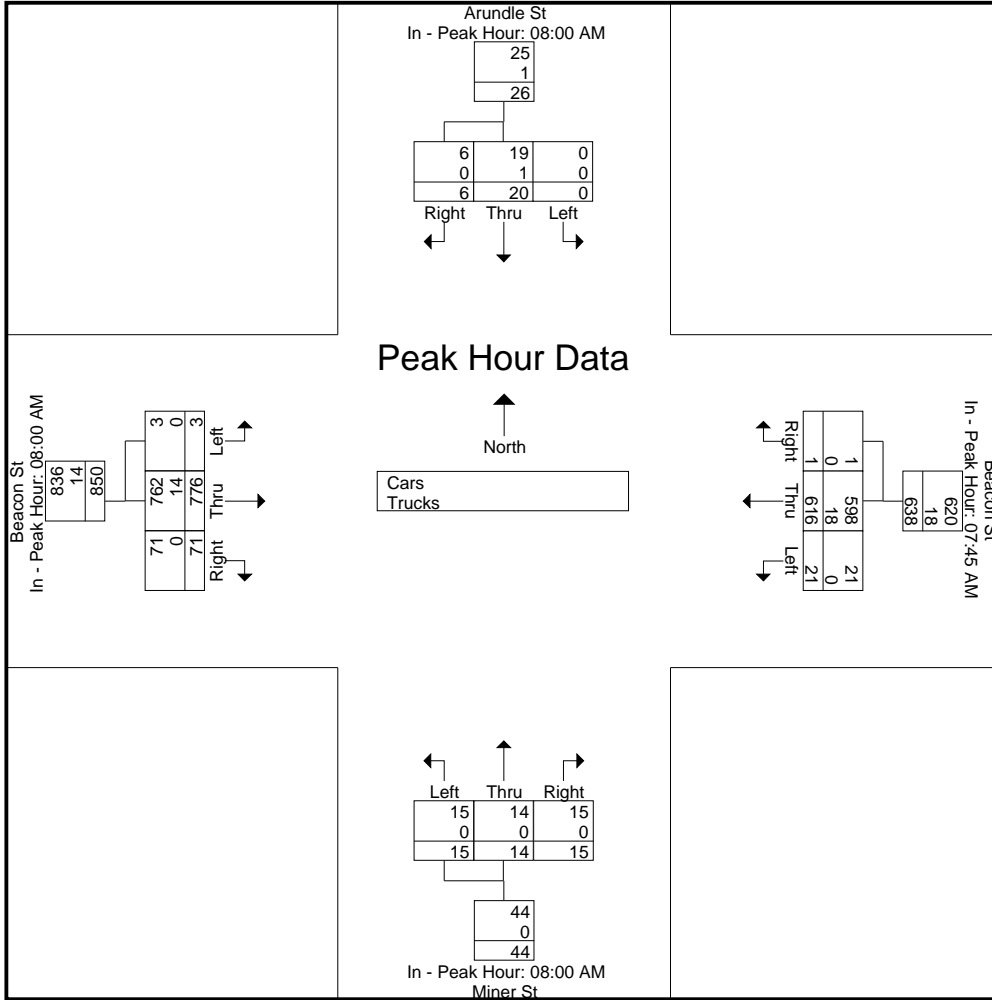 Arundle St
In - Peak Hour: 08:00 AM
25
1
26
6 19 0
0 1 0
6 20 0
Right Thru Left
Peak Hour Data
North
Cars
Trucks
Beacon St
In - Peak Hour: 08:00 AM
836
14
850
3 0 3
762 14 776
71 0 71
Left
Thru
Right
Beacon St
In - Peak Hour: 07:45 AM
620
18
638
1 598 21
0 18 0
1 616 21
Right Thru Left
Left Thru Right
15 14 15
0 0 0
15 14 15
44
0
44
In - Peak Hour: 08:00 AM
Miner St